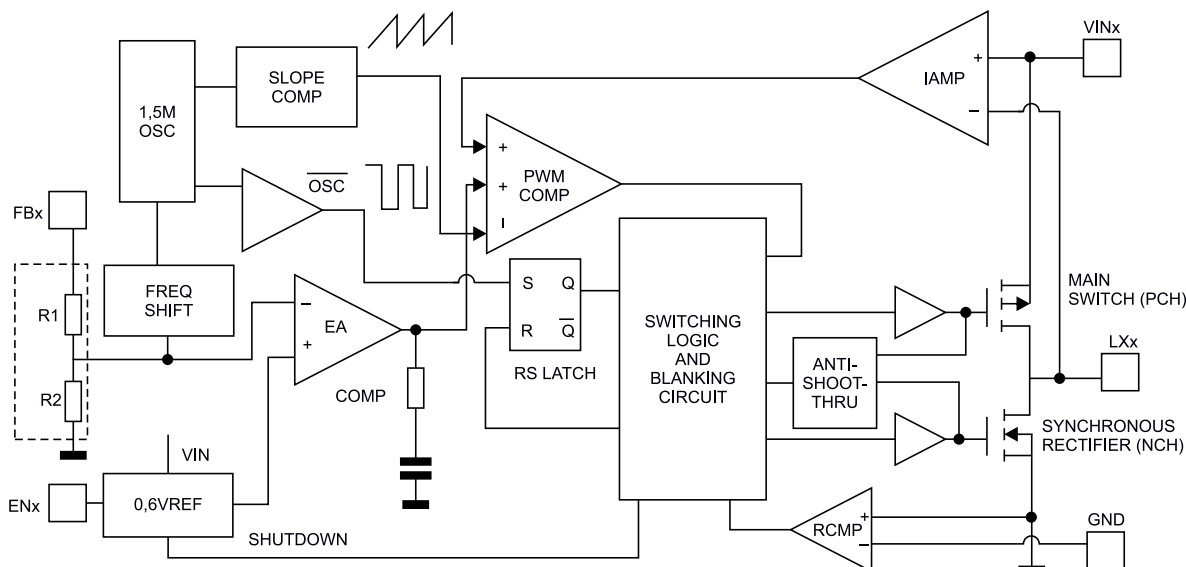 1,5M
OSC
SLOPE
COMP
IAMP
+
−
VINx
+
+
−
PWM
COMP
OSC
FBx
FREQ
SHIFT
R1
R2
−
+
EA
COMP
S
Q
R
Q
RS LATCH
SWITCHING
LOGIC
AND
BLANKING
CIRCUIT
ANTI-
SHOOT-
THRU
MAIN
SWITCH (PCH)
LXx
SYNCHRONOUS
RECTIFIER (NCH)
VIN
ENx
0,6VREF
SHUTDOWN
RCMP
+
−
GND